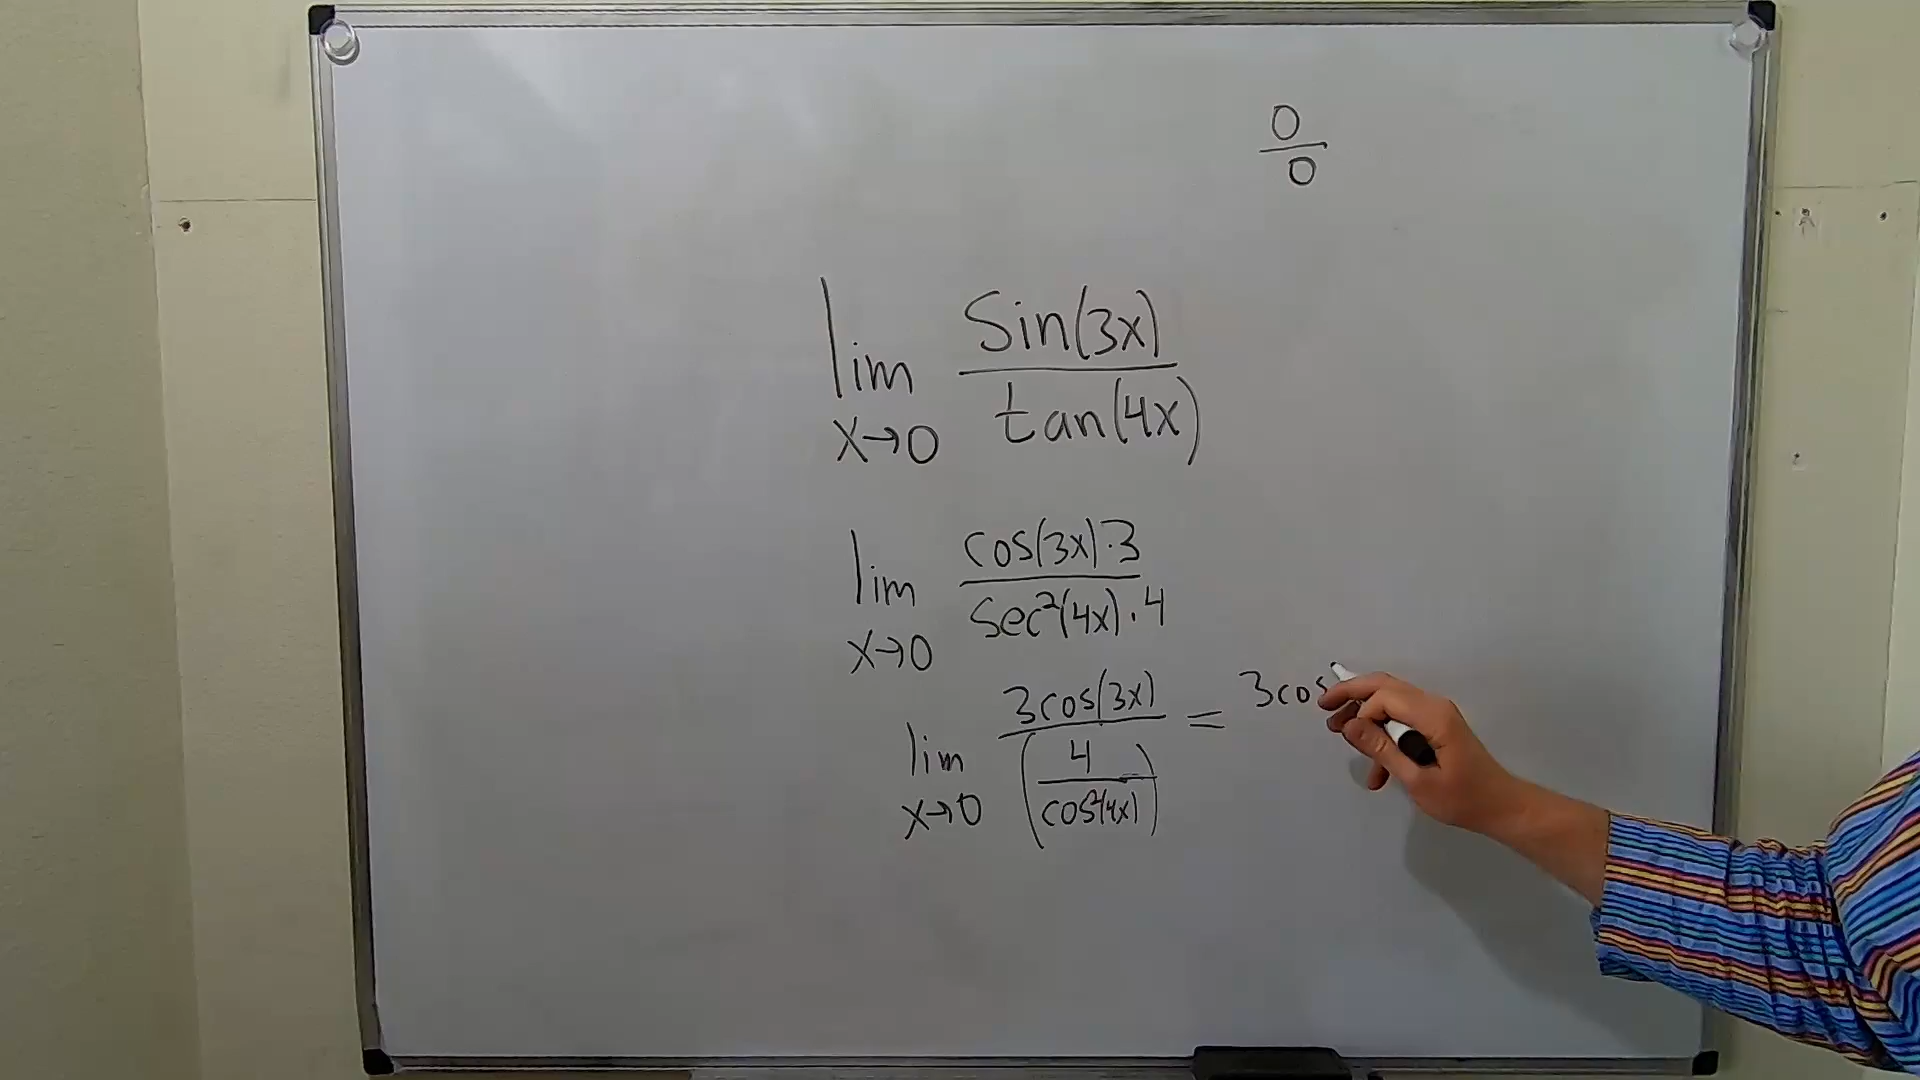 0
0
lim Sin(3x)
x→0 tan(4x)
lim cos(3x)·3
x→0 sec²(4x)·4
lim 3cos(3x) = 3cos
x→0 (4
cos²(4x))